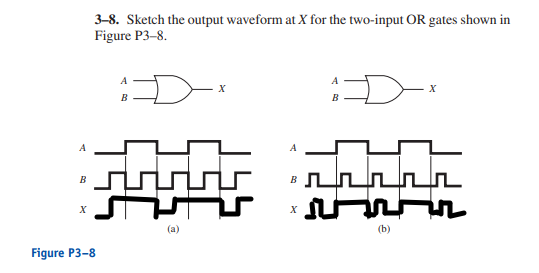 3–8. Sketch the output waveform at X for the two-input OR gates shown in
Figure P3–8.
A
B
X
A
B
X
A
B
X
(a)
A
B
X
(b)
Figure P3–8